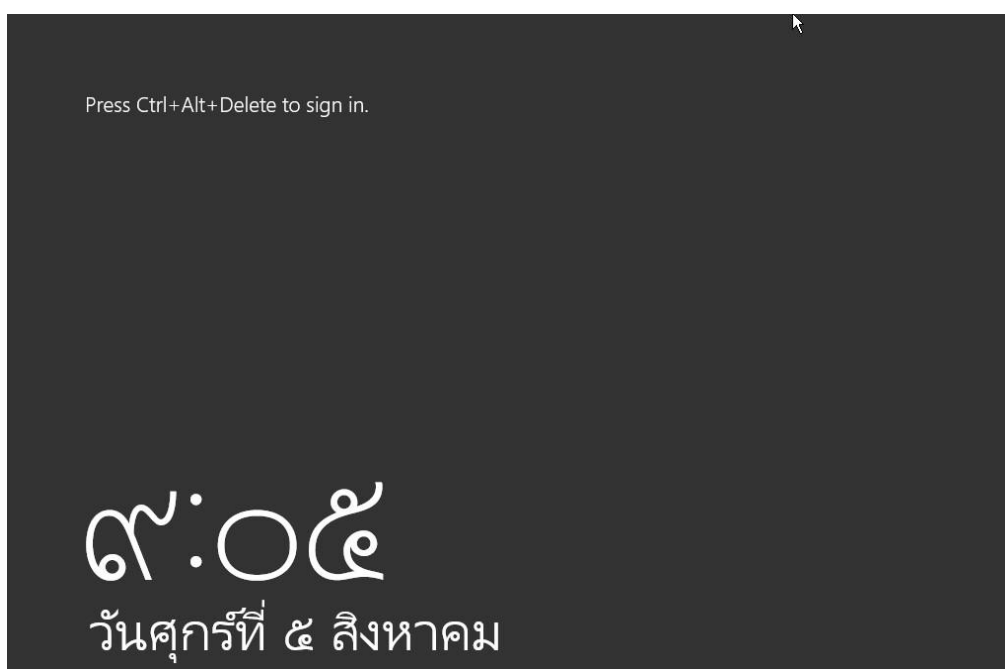 Press Ctrl+Alt+Delete to sign in.
๙:๐๕
วันศุกร์ที่ ๕ สิงหาคม